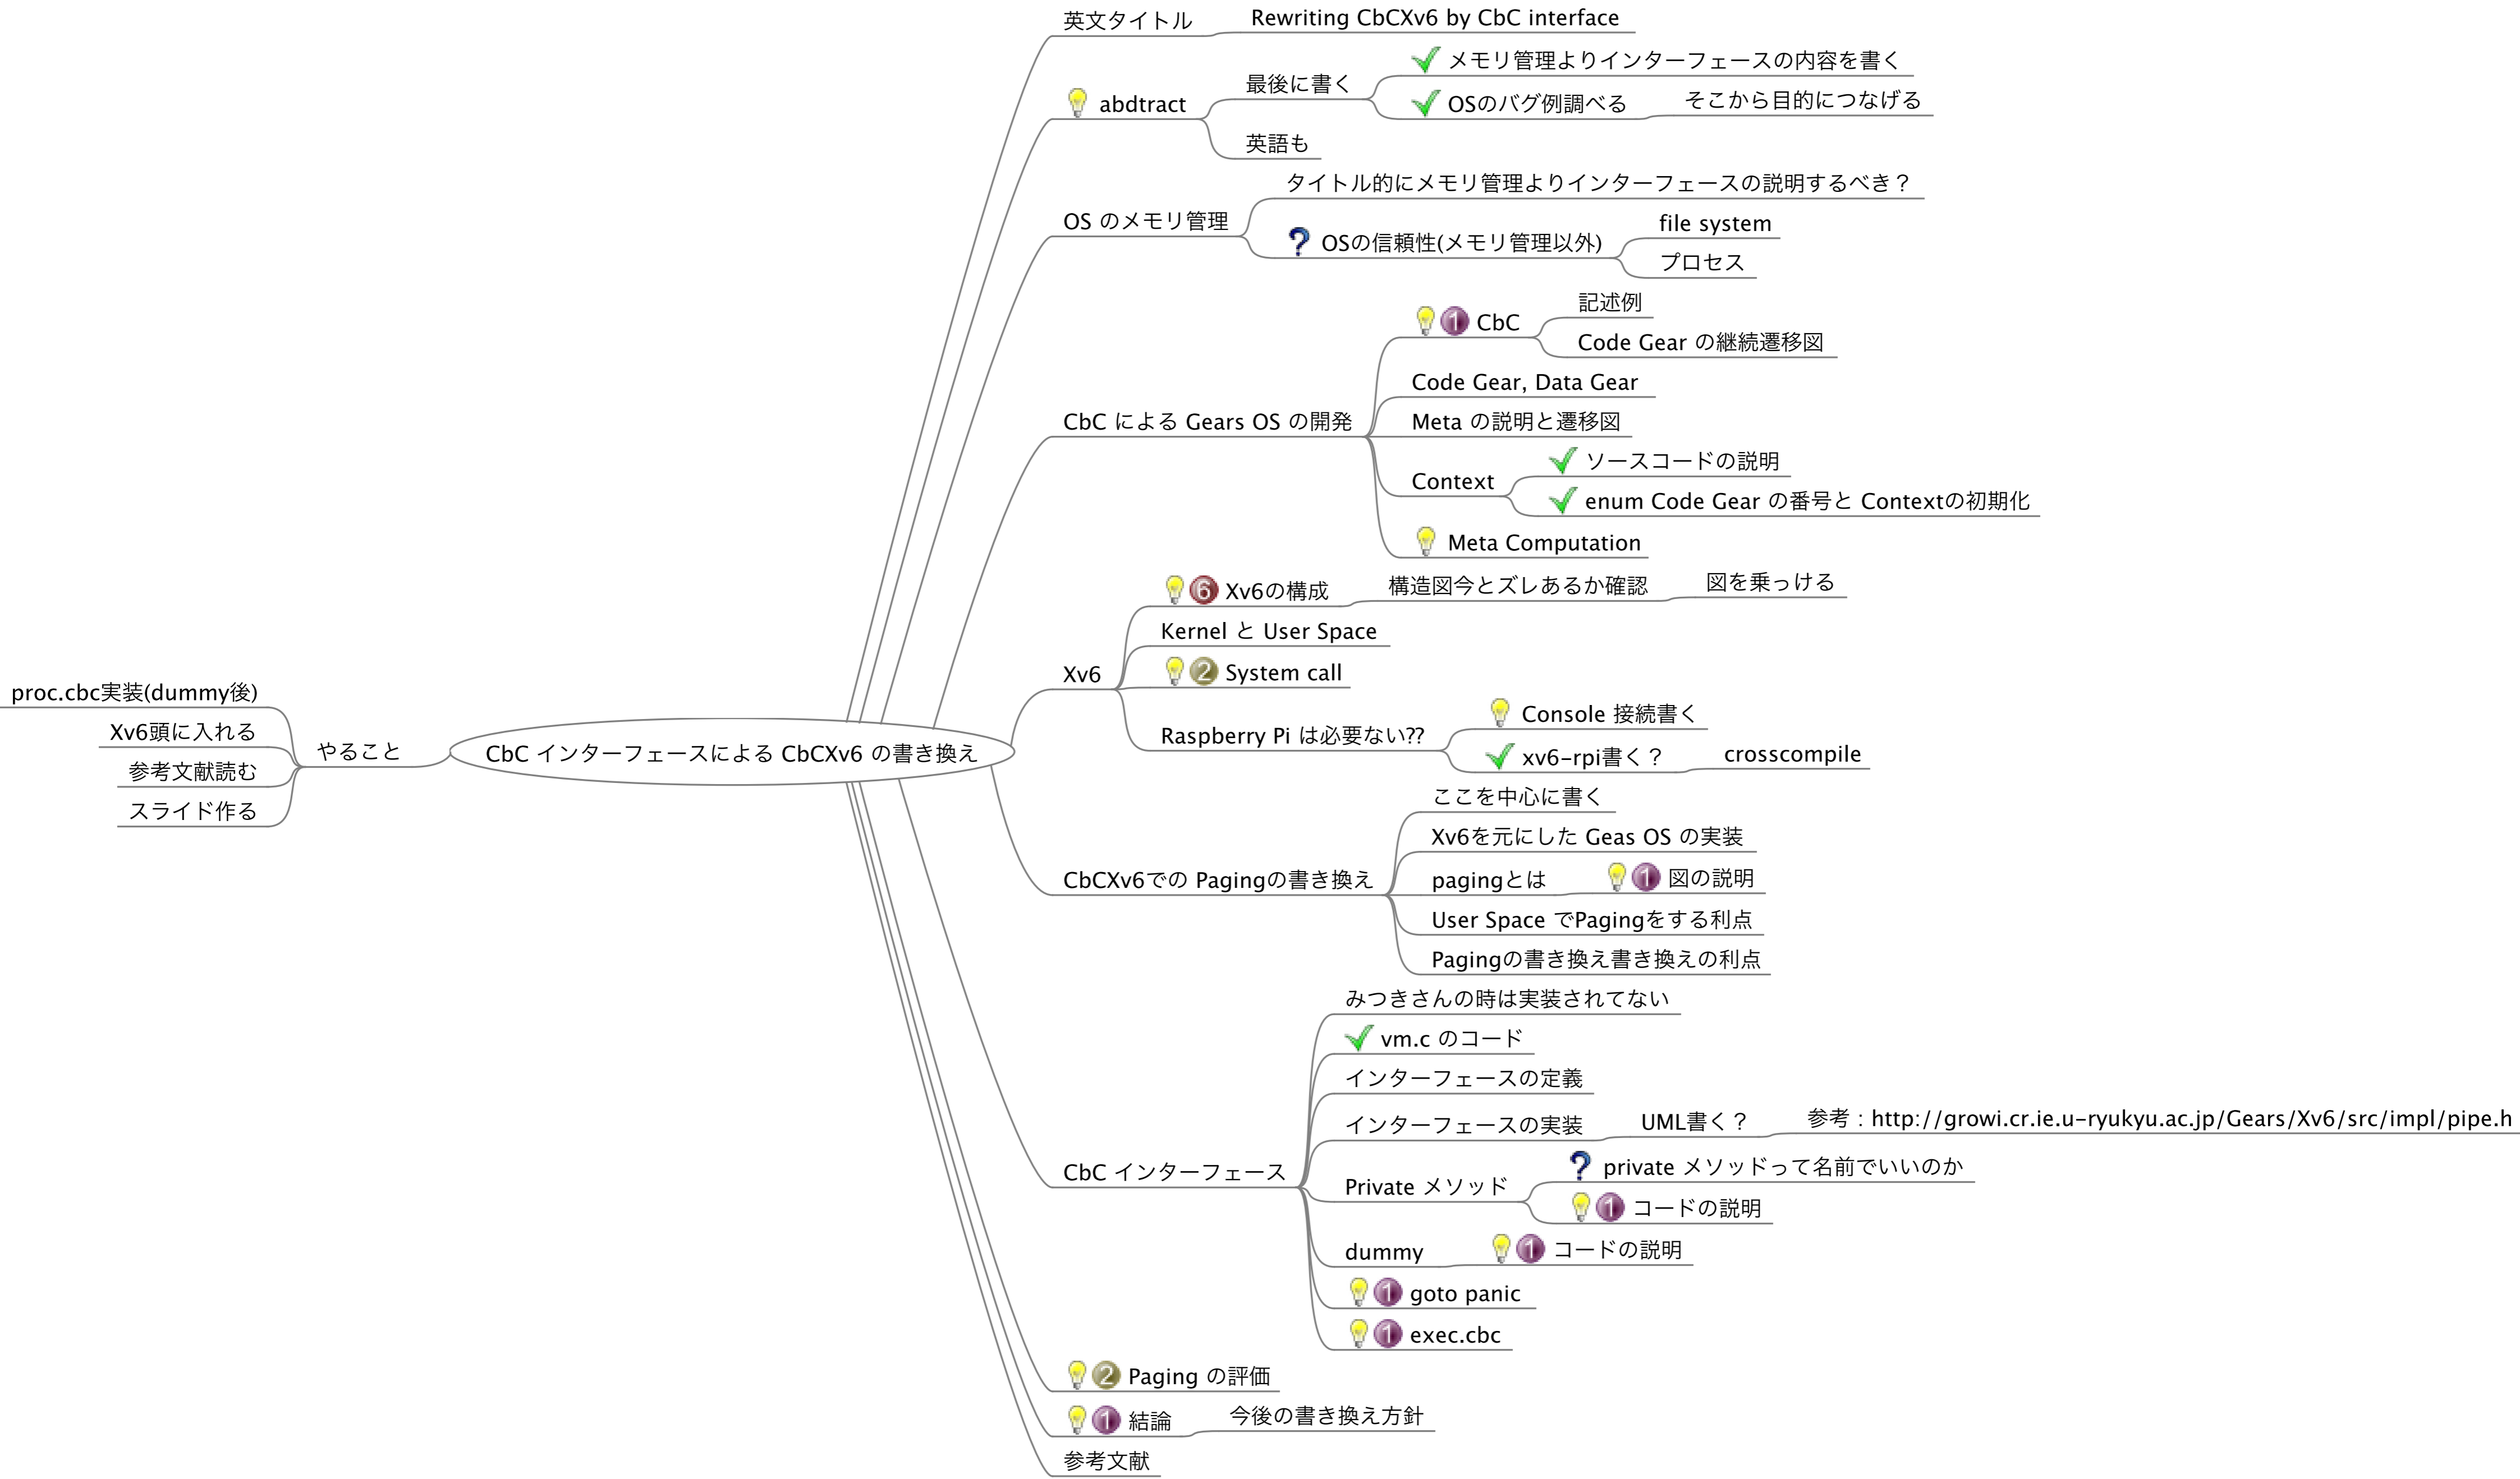 英文タイトル
Rewriting CbCXv6 by CbC interface
abdtract
最後に書く
メモリ管理よりインターフェースの内容を書く
OSのバグ例調べる
そこから目的につなげる
英語も
OS のメモリ管理
タイトル的にメモリ管理よりインターフェースの説明するべき？
OSの信頼性(メモリ管理以外)
file system
プロセス
CbC による Gears OS の開発
1 CbC
記述例
Code Gear の継続遷移図
Code Gear, Data Gear
Meta の説明と遷移図
Context
ソースコードの説明
enum Code Gear の番号と Contextの初期化
Meta Computation
Xv6
6 Xv6の構成
構造図今とズレあるか確認
図を乗っける
Kernel と User Space
2 System call
Raspberry Pi は必要ない??
Console 接続書く
xv6-rpi書く？
crosscompile
やること
proc.cbc実装(dummy後)
Xv6頭に入れる
参考文献読む
スライド作る
CbC インターフェースによる CbCXv6 の書き換え
CbCXv6での Pagingの書き換え
ここを中心に書く
Xv6を元にした Geas OS の実装
pagingとは
1 図の説明
User Space でPagingをする利点
Pagingの書き換え書き換えの利点
CbC インターフェース
みつきさんの時は実装されてない
vm.c のコード
インターフェースの定義
インターフェースの実装
UML書く？
参考：http://growi.cr.ie.u-ryukyu.ac.jp/Gears/Xv6/src/impl/pipe.h
Private メソッド
private メソッドって名前でいいのか
1 コードの説明
dummy
1 コードの説明
1 goto panic
1 exec.cbc
2 Paging の評価
1 結論
今後の書き換え方針
参考文献